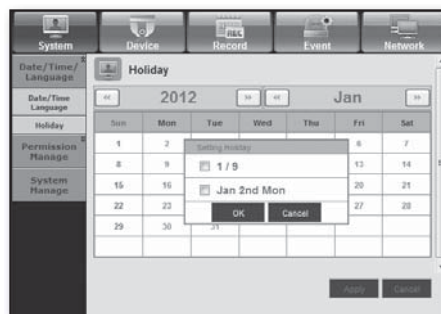 System Device Record Event Network
Date/Time/
Language
Date/Time
Language
Holiday
Permission
Manage
System
Manage
Holiday
2012 Jan
Sun Mon Tue Wed Thu Fri Sat
1 2 6 7
8 9 13 14
15 16 20 21
22 23 27 28
29 30 31
Setting Holiday
1 / 9
Jan 2nd Mon
OK Cancel
Apply Cancel